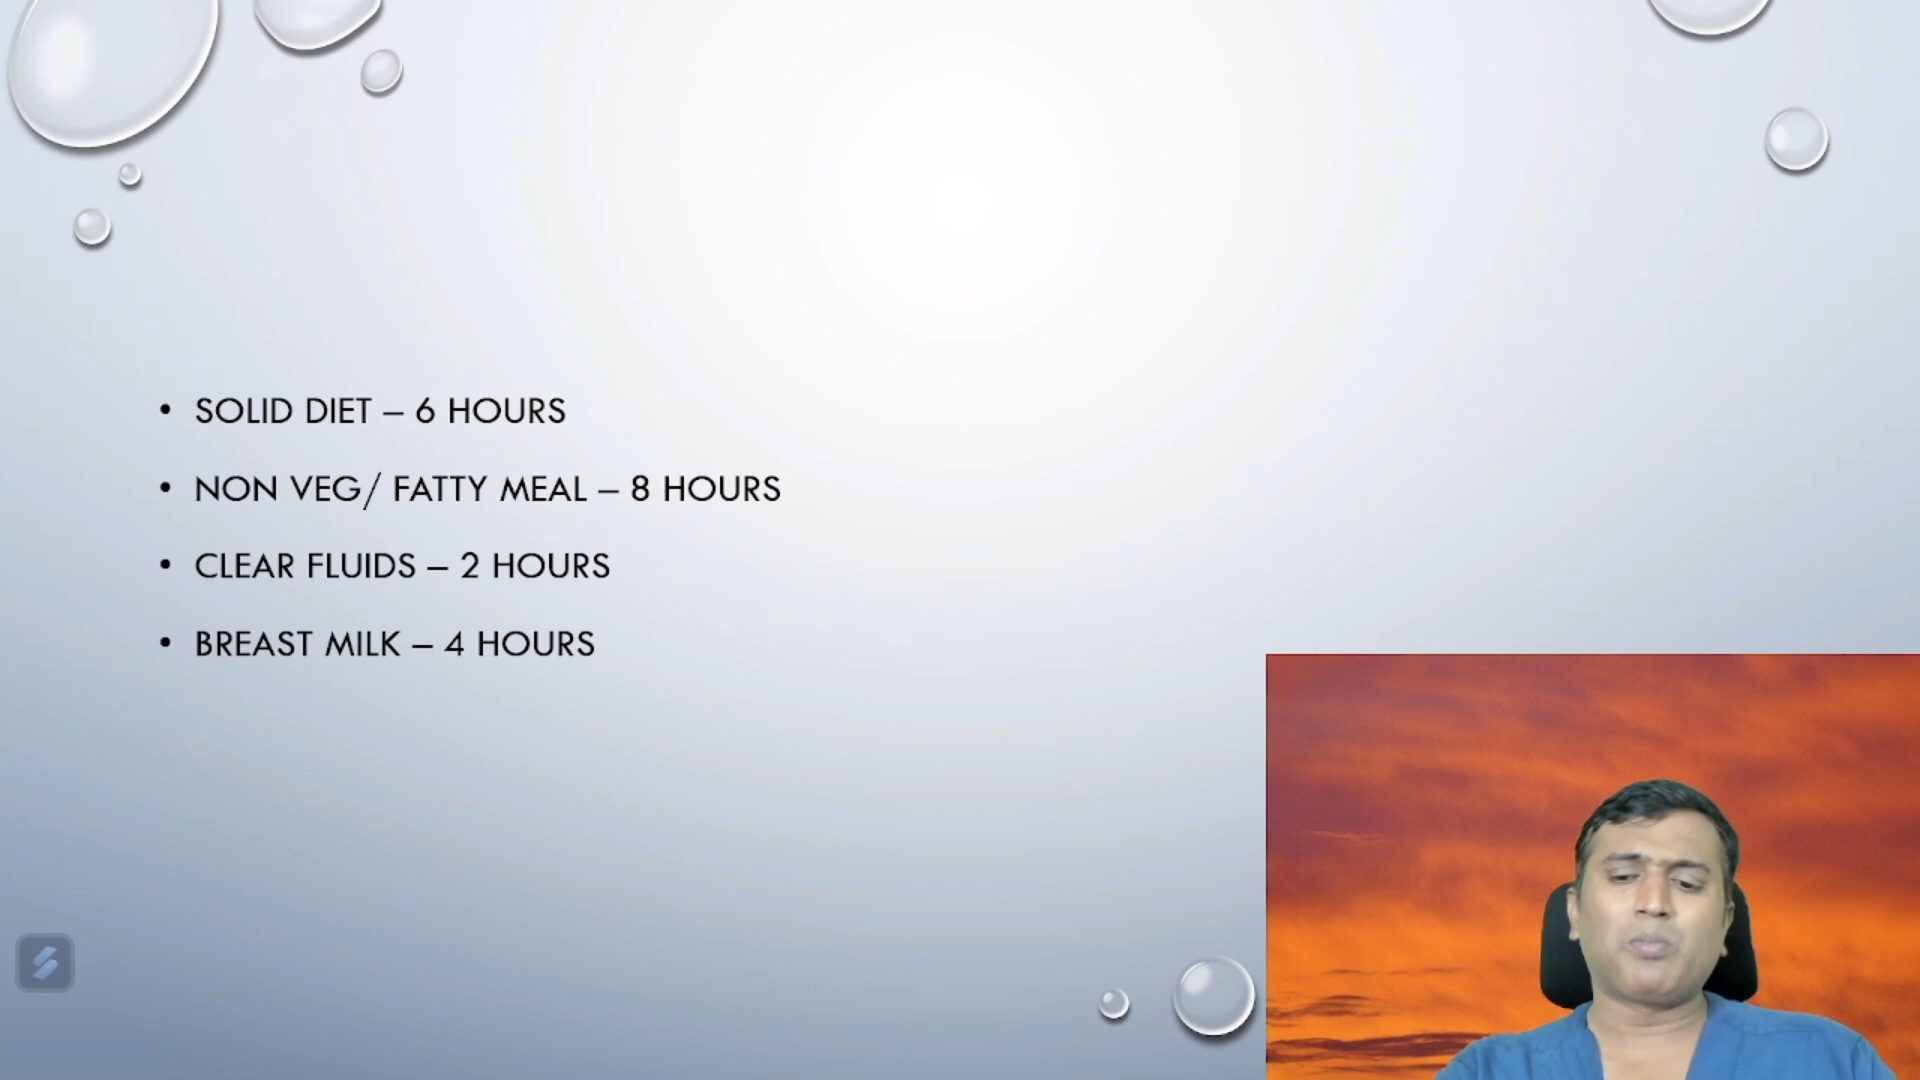 • SOLID DIET – 6 HOURS
• NON VEG/ FATTY MEAL – 8 HOURS
• CLEAR FLUIDS – 2 HOURS
• BREAST MILK – 4 HOURS